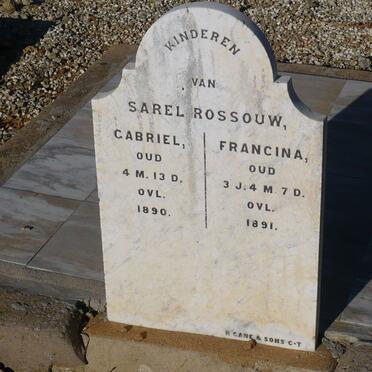 KINDEREN
VAN
SAREL ROSSOUW,
GABRIEL,
OUD
4 M. 13 D.
OVL.
1890.
FRANCINA,
OUD
3 J. 4 M. 7 D.
OVL.
1891.
R. CANE & SONS C-T